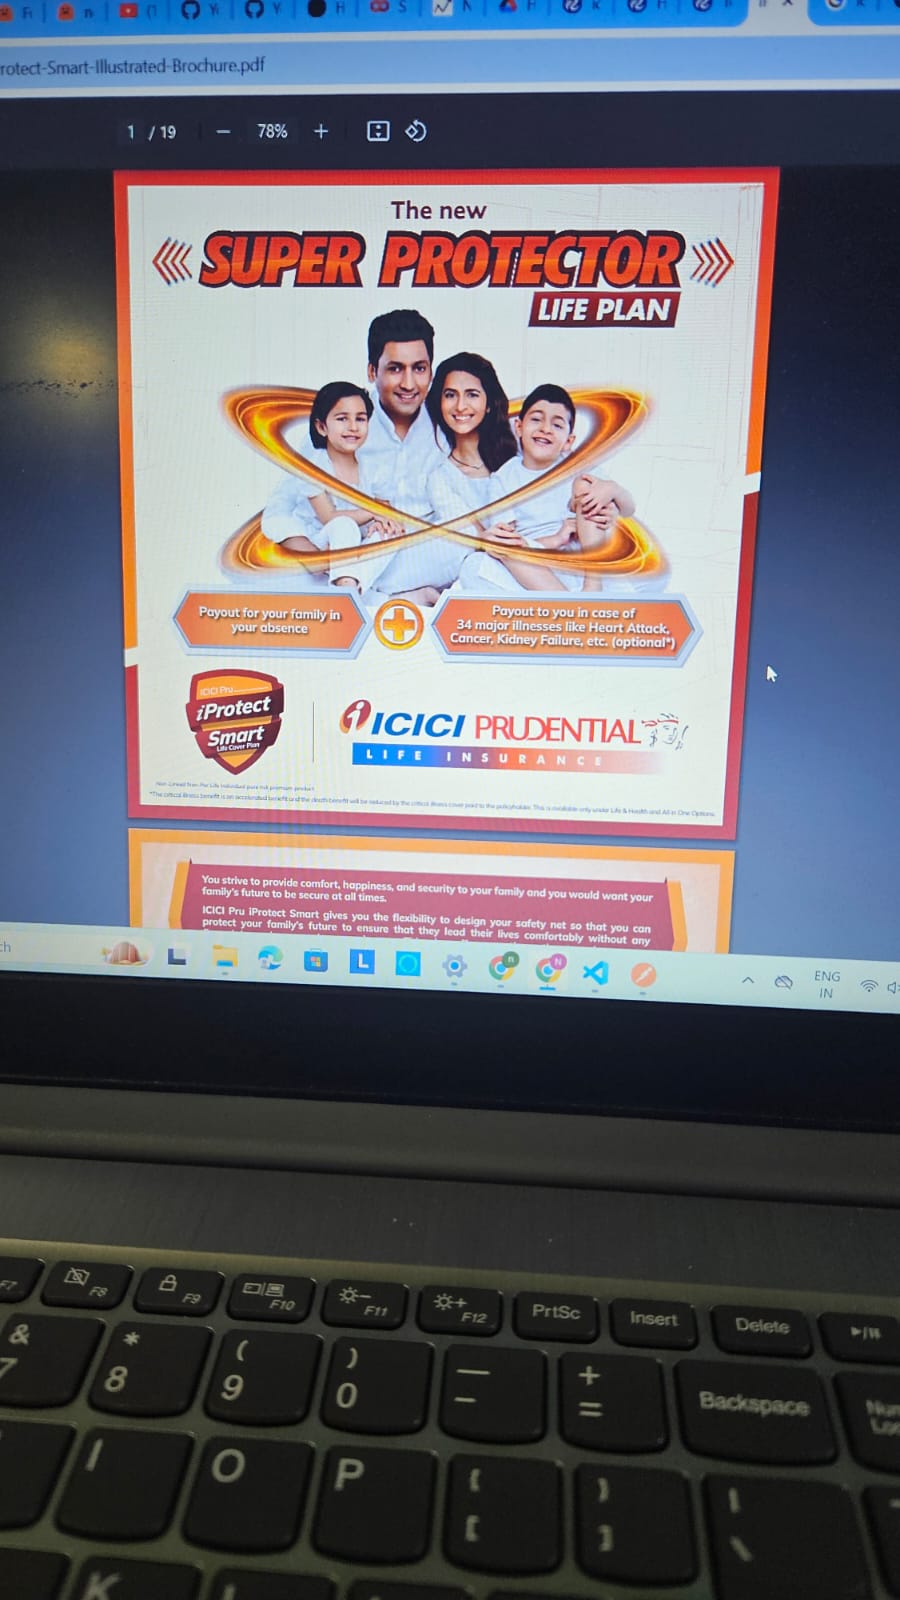 rotect-Smart-Illustrated-Brochure.pdf
1 / 19 — 78% +
The new
SUPER PROTECTOR
LIFE PLAN
Payout for your family in
your absence
Payout to you in case of
34 major illnesses like Heart Attack,
Cancer, Kidney Failure, etc. (optional*)
ICICI Pru
iProtect
Smart
Life Cover Plan
ICICI PRUDENTIAL
LIFE INSURANCE
*The critical illness benefit is an accelerated benefit and the death benefit will be reduced by the critical illness cover paid to the policyholder. This is available only under Life & Health and All in One Options.
You strive to provide comfort, happiness, and security to your family and you would want your
family's future to be secure at all times.
ICICI Pru iProtect Smart gives you the flexibility to design your safety net so that you can
protect your family's future to ensure that they lead their lives comfortably without any
ch
ENG
IN
F7 F8 F9 F10 F11 F12 PrtSc Insert Delete
& * ( ) — +
7 8 9 0 - = Backspace
I O P { [ } ] | \
K